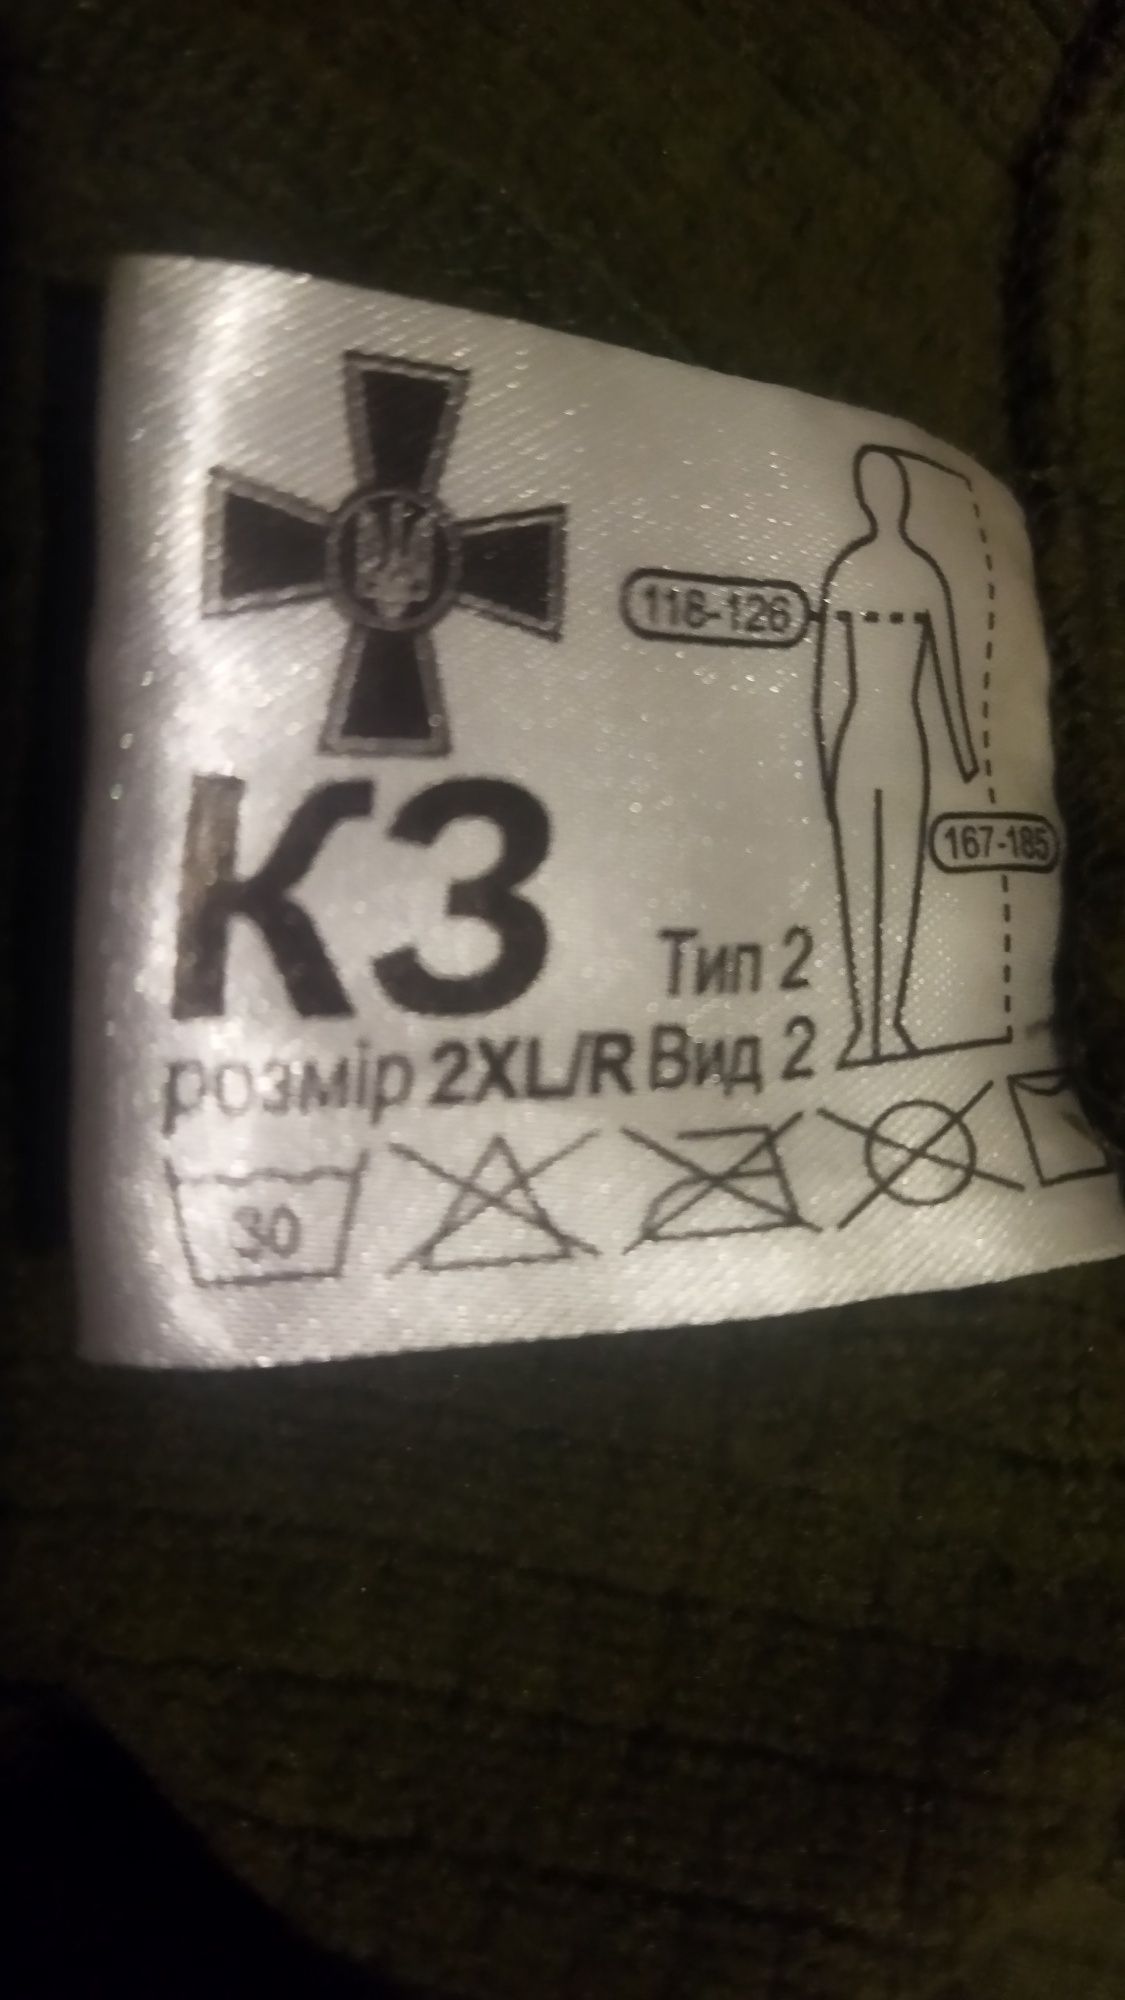 118-126
167-185
КЗ
Тип 2
розмір 2XL/R Вид 2
30